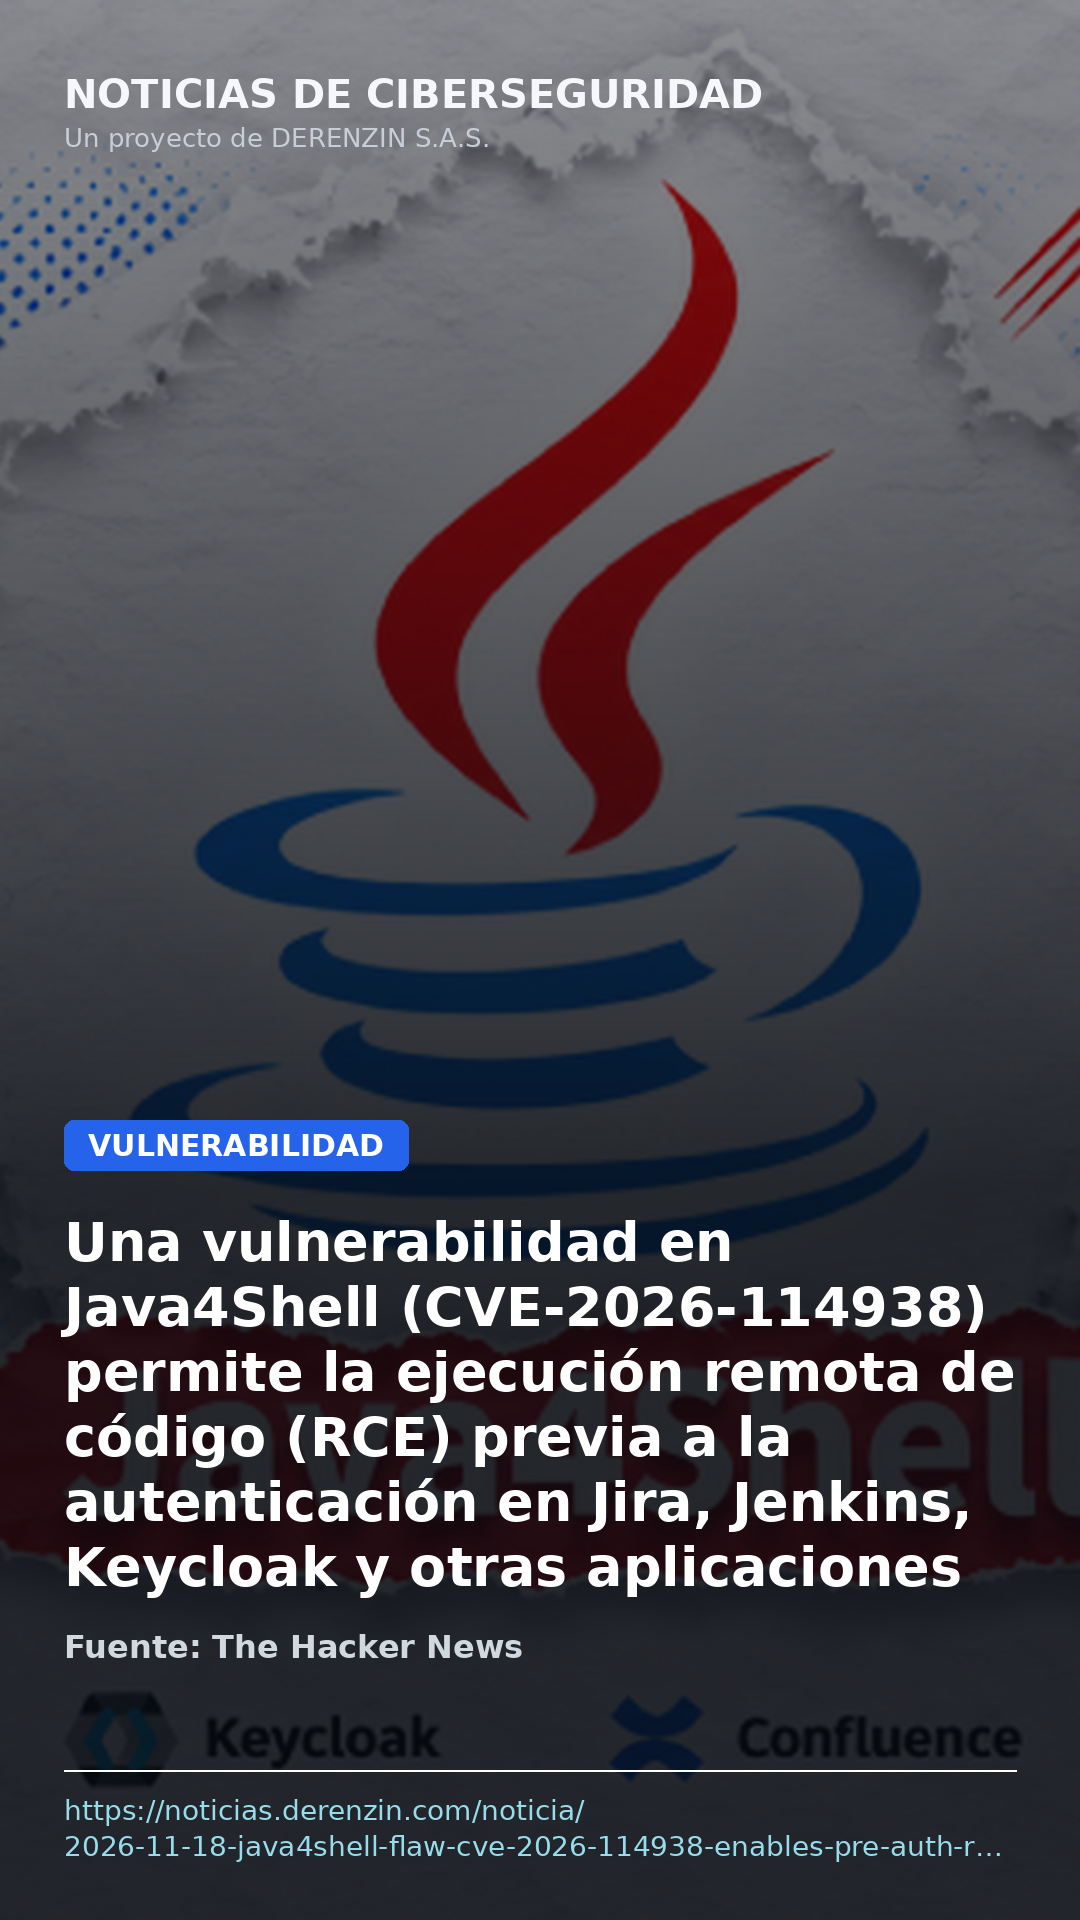 NOTICIAS DE CIBERSEGURIDAD
Un proyecto de DERENZIN S.A.S.
VULNERABILIDAD
Una vulnerabilidad en
Java4Shell (CVE-2026-114938)
permite la ejecución remota de
código (RCE) previa a la
autenticación en Jira, Jenkins,
Keycloak y otras aplicaciones
Java4Shell
Fuente: The Hacker News
Keycloak Confluence
https://noticias.derenzin.com/noticia/
2026-11-18-java4shell-flaw-cve-2026-114938-enables-pre-auth-r...